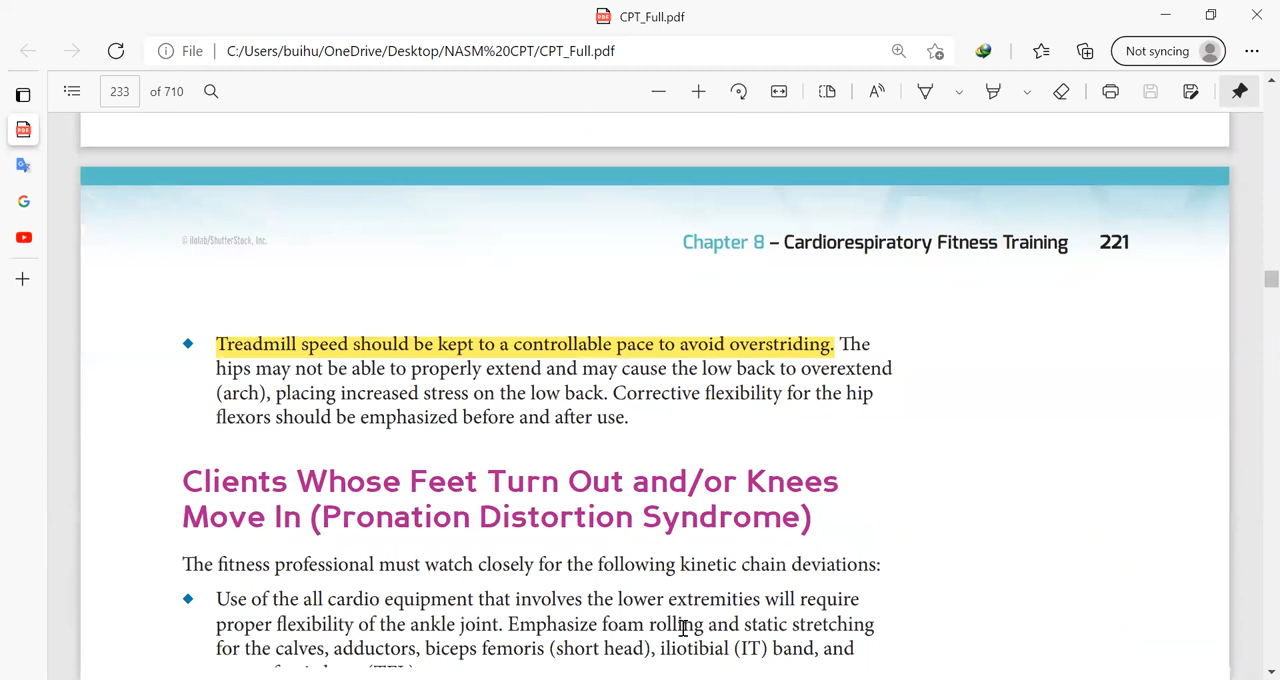 CPT_Full.pdf
File C:/Users/buihu/OneDrive/Desktop/NASM%20CPT/CPT_Full.pdf Not syncing
233 of 710
© ilolab/ShutterStock, Inc.
Chapter 8 – Cardiorespiratory Fitness Training 221
Treadmill speed should be kept to a controllable pace to avoid overstriding. The
hips may not be able to properly extend and may cause the low back to overextend
(arch), placing increased stress on the low back. Corrective flexibility for the hip
flexors should be emphasized before and after use.
Clients Whose Feet Turn Out and/or Knees
Move In (Pronation Distortion Syndrome)
The fitness professional must watch closely for the following kinetic chain deviations:
Use of the all cardio equipment that involves the lower extremities will require
proper flexibility of the ankle joint. Emphasize foam rolling and static stretching
for the calves, adductors, biceps femoris (short head), iliotibial (IT) band, and